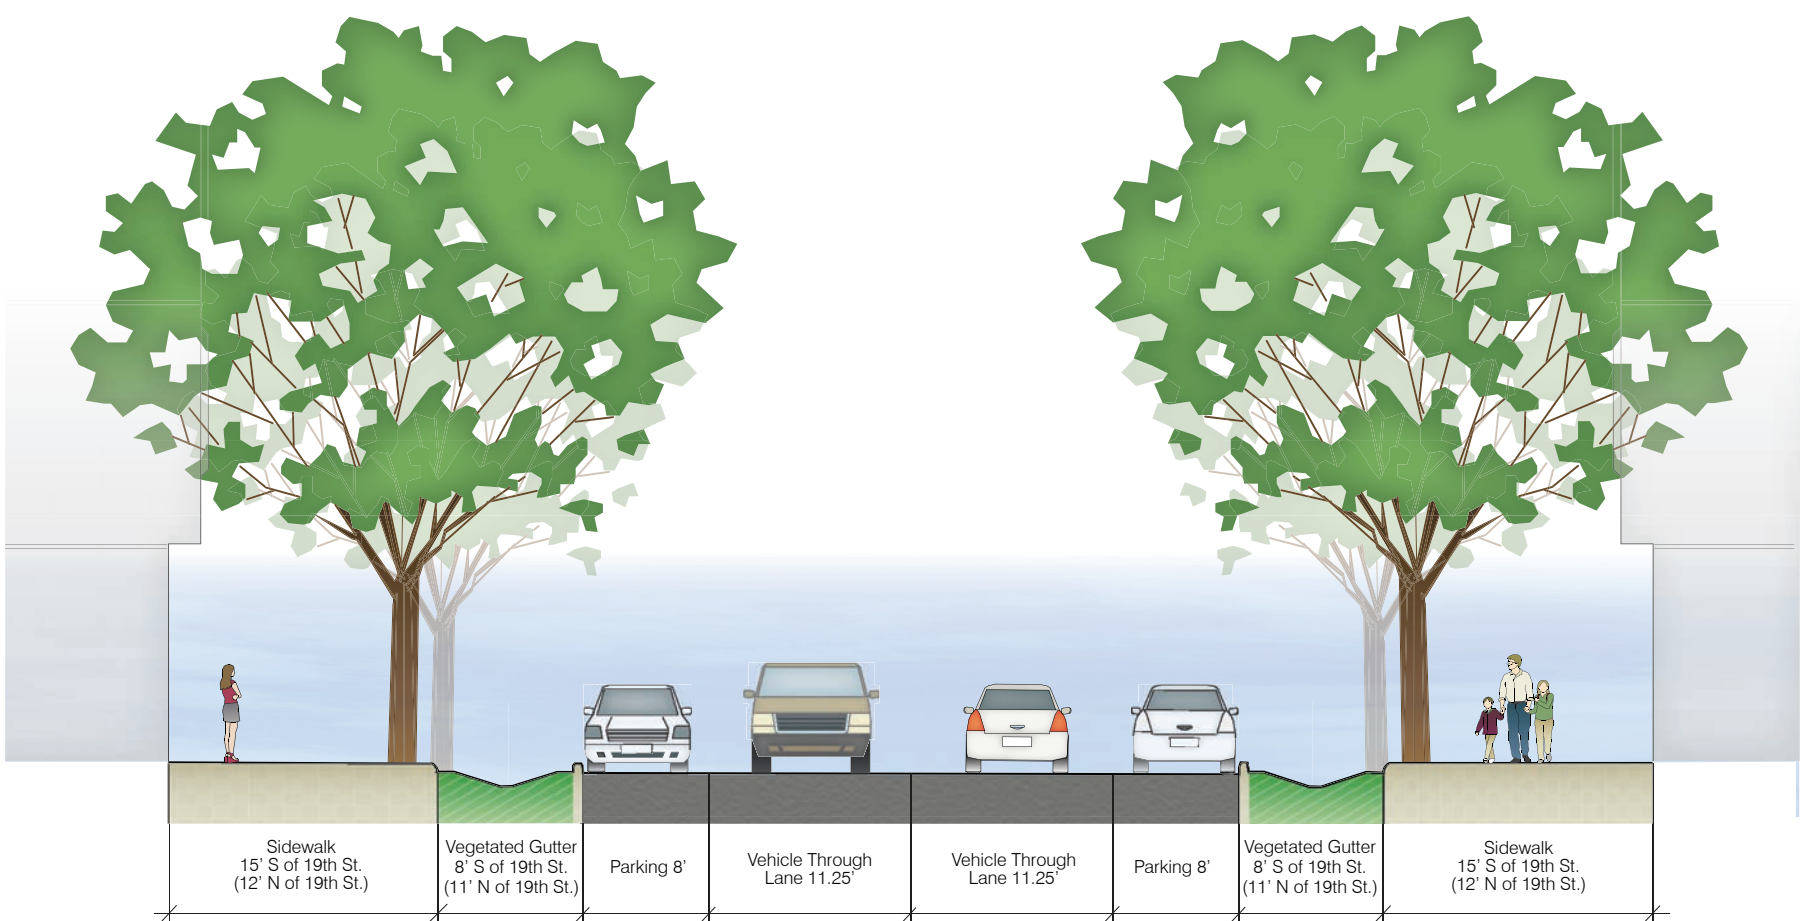 Sidewalk
15’ S of 19th St.
(12’ N of 19th St.)
Vegetated Gutter
8’ S of 19th St.
(11’ N of 19th St.)
Parking 8’
Vehicle Through
Lane 11.25’
Vehicle Through
Lane 11.25’
Parking 8’
Vegetated Gutter
8’ S of 19th St.
(11’ N of 19th St.)
Sidewalk
15’ S of 19th St.
(12’ N of 19th St.)